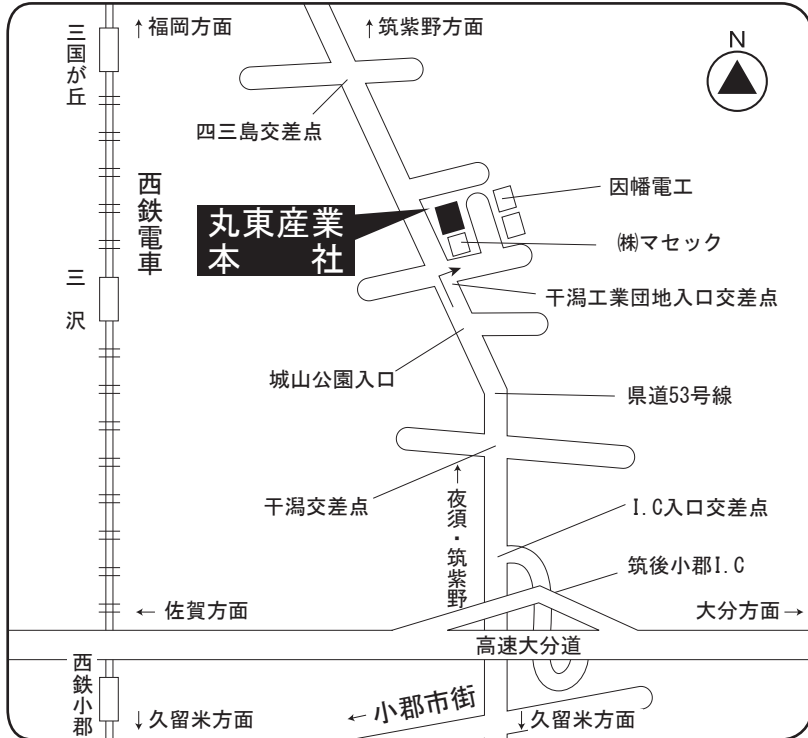 三国が丘
↑福岡方面
↑筑紫野方面
N
四三島交差点
西鉄電車
因幡電工
丸東産業
本社
㈱マセック
三沢
干潟工業団地入口交差点
城山公園入口
県道53号線
干潟交差点
↑夜須・筑紫野
I.C入口交差点
筑後小郡I.C
←佐賀方面
大分方面→
高速大分道
西鉄小郡
↓久留米方面
←小郡市街
↓久留米方面